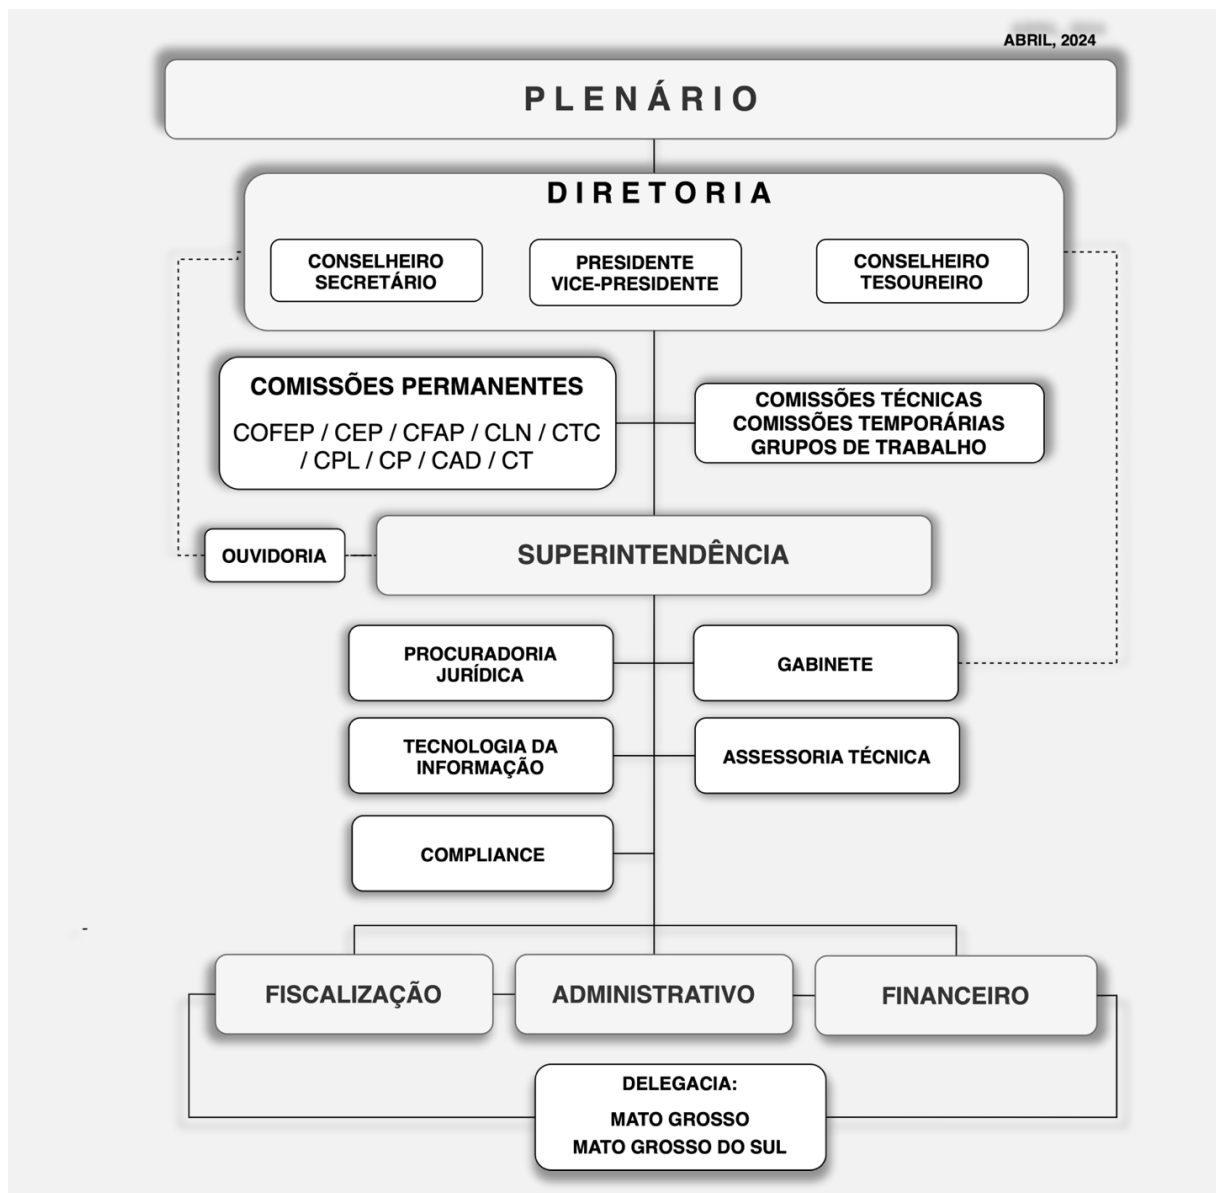 ABRIL, 2024
PLENÁRIO
DIRETORIA
CONSELHEIRO
SECRETÁRIO
PRESIDENTE
VICE-PRESIDENTE
CONSELHEIRO
TESOUREIRO
COMISSÕES PERMANENTES
COFEP / CEP / CFAP / CLN / CTC
/ CPL / CP / CAD / CT
COMISSÕES TÉCNICAS
COMISSÕES TEMPORÁRIAS
GRUPOS DE TRABALHO
OUVIDORIA
SUPERINTENDÊNCIA
PROCURADORIA
JURÍDICA
GABINETE
TECNOLOGIA DA
INFORMAÇÃO
ASSESSORIA TÉCNICA
COMPLIANCE
-
FISCALIZAÇÃO
ADMINISTRATIVO
FINANCEIRO
DELEGACIA:
MATO GROSSO
MATO GROSSO DO SUL